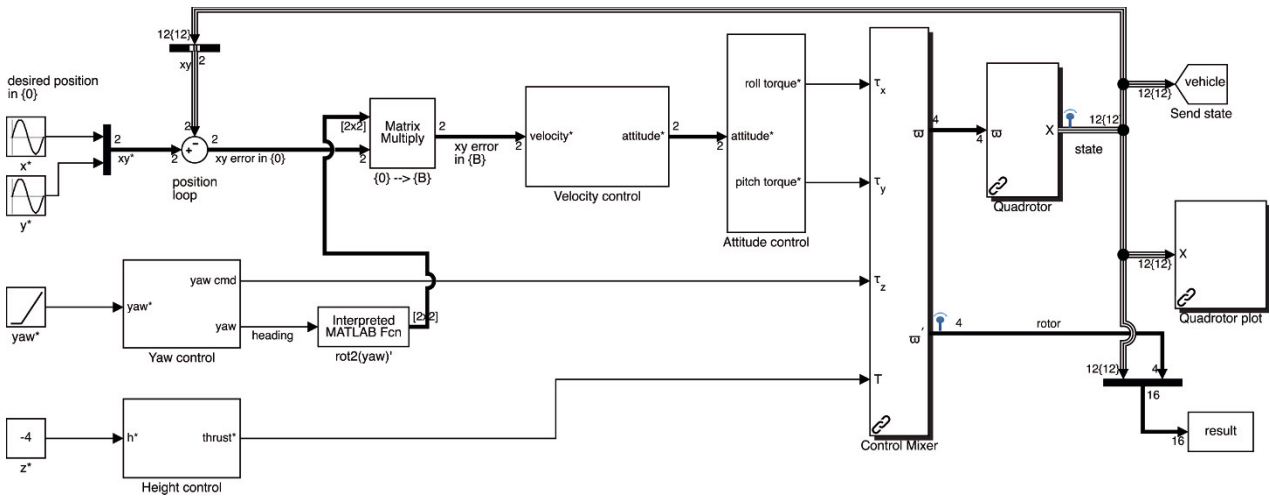 12{12}
xy
2
desired position
in {0}
x*
y*
2
xy*
2
2
position
loop
2
xy error in {0}
[2x2]
2
Matrix
Multiply
{0} --> {B}
2
xy error
in {B}
2
velocity*
attitude*
Velocity control
2
2
attitude*
roll torque*
pitch torque*
Attitude control
τx
τy
τz
T
ϖ
ϖ'
Control Mixer
4
4
ϖ
X
Quadrotor
12{12}
state
12{12}
vehicle
Send state
12{12}
X
Quadrotor plot
yaw*
yaw*
yaw cmd
yaw
Yaw control
heading
Interpreted
MATLAB Fcn
rot2(yaw)'
[2x2]
4
rotor
12{12}
4
16
16
result
-4
z*
h*
thrust*
Height control